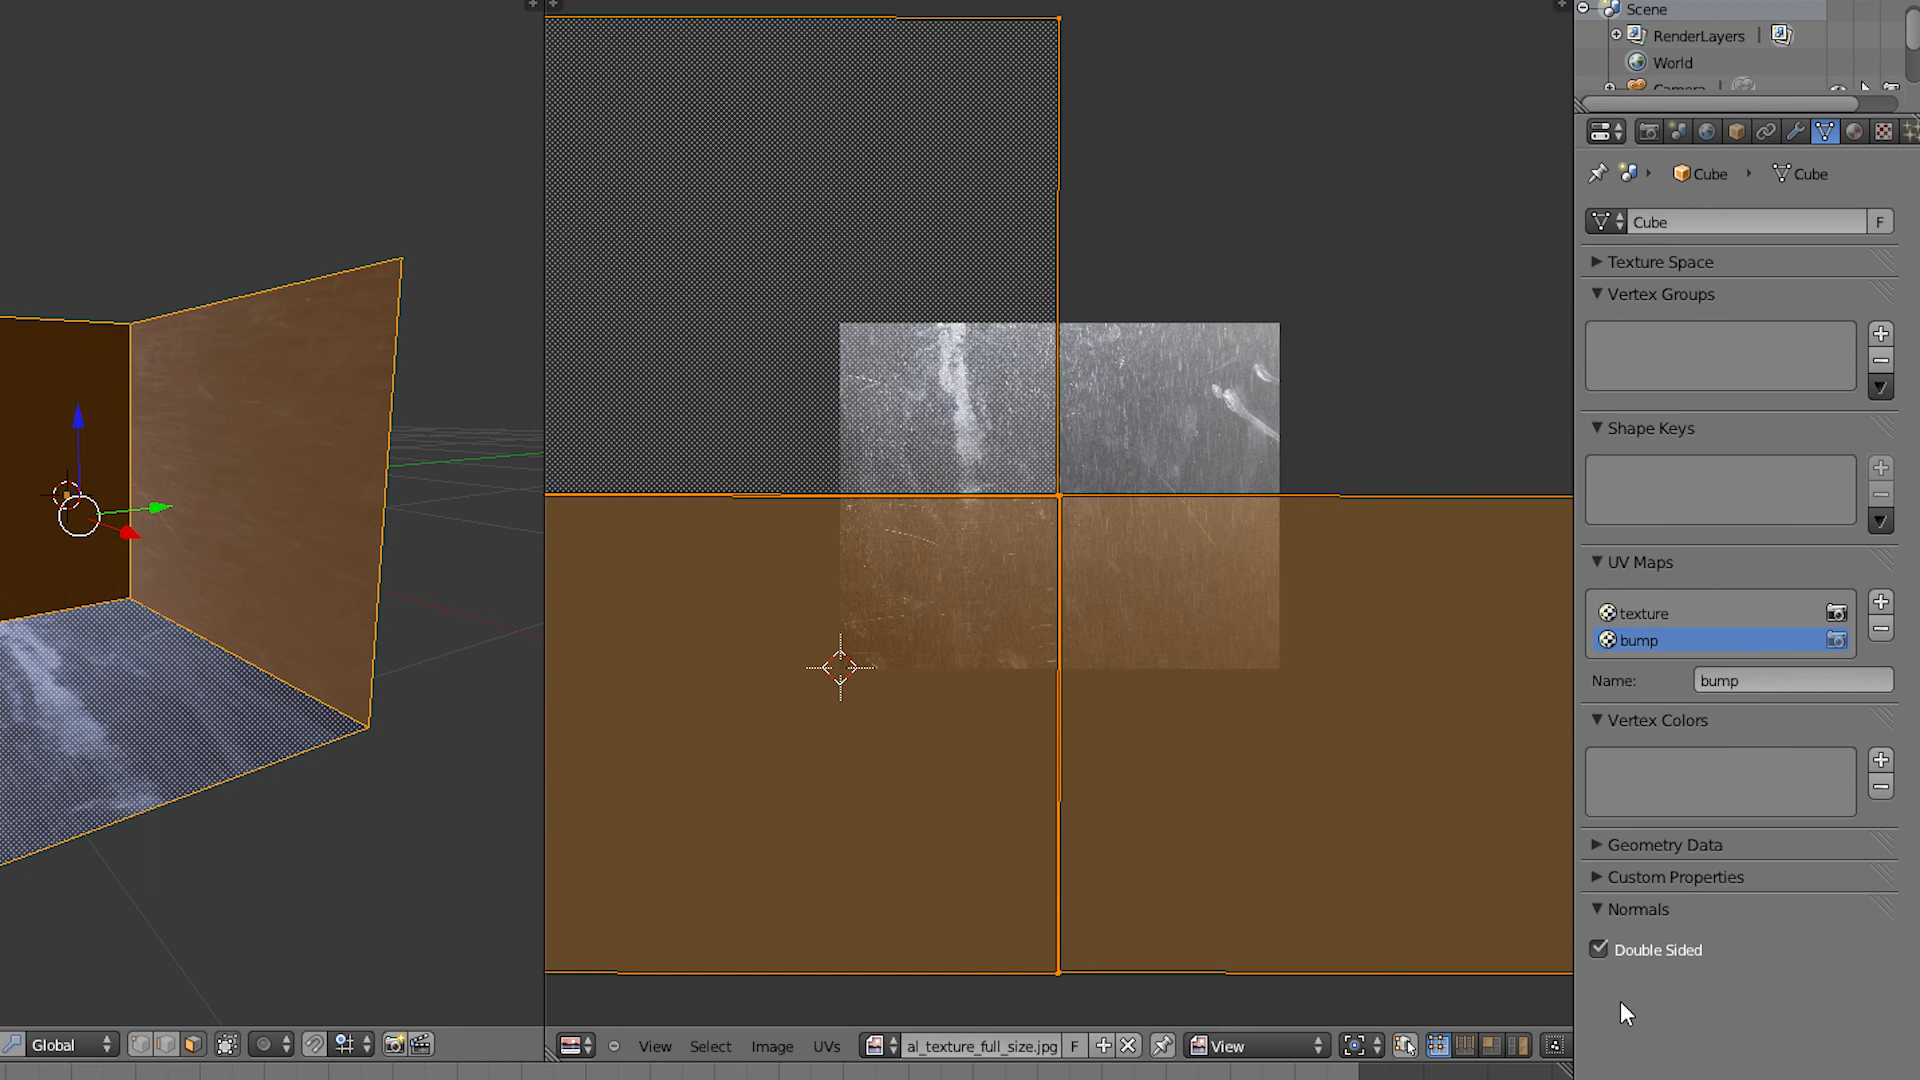 Scene
RenderLayers
World
Camera
Cube
Cube
Cube
F
Texture Space
Vertex Groups
Shape Keys
UV Maps
texture
bump
Name:
bump
Vertex Colors
Geometry Data
Custom Properties
Normals
Double Sided
Global
View
Select
Image
UVs
al_texture_full_size.jpg
F
View